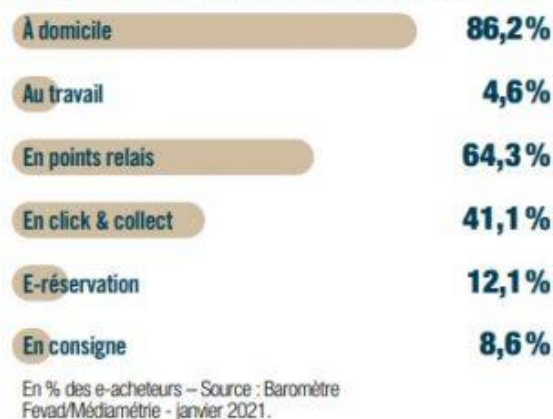 À domicile 86,2%
Au travail 4,6%
En points relais 64,3%
En click & collect 41,1%
E-réservation 12,1%
En consigne 8,6%
En % des e-acheteurs – Source : Baromètre
Fevad/Médiamétrie - janvier 2021.